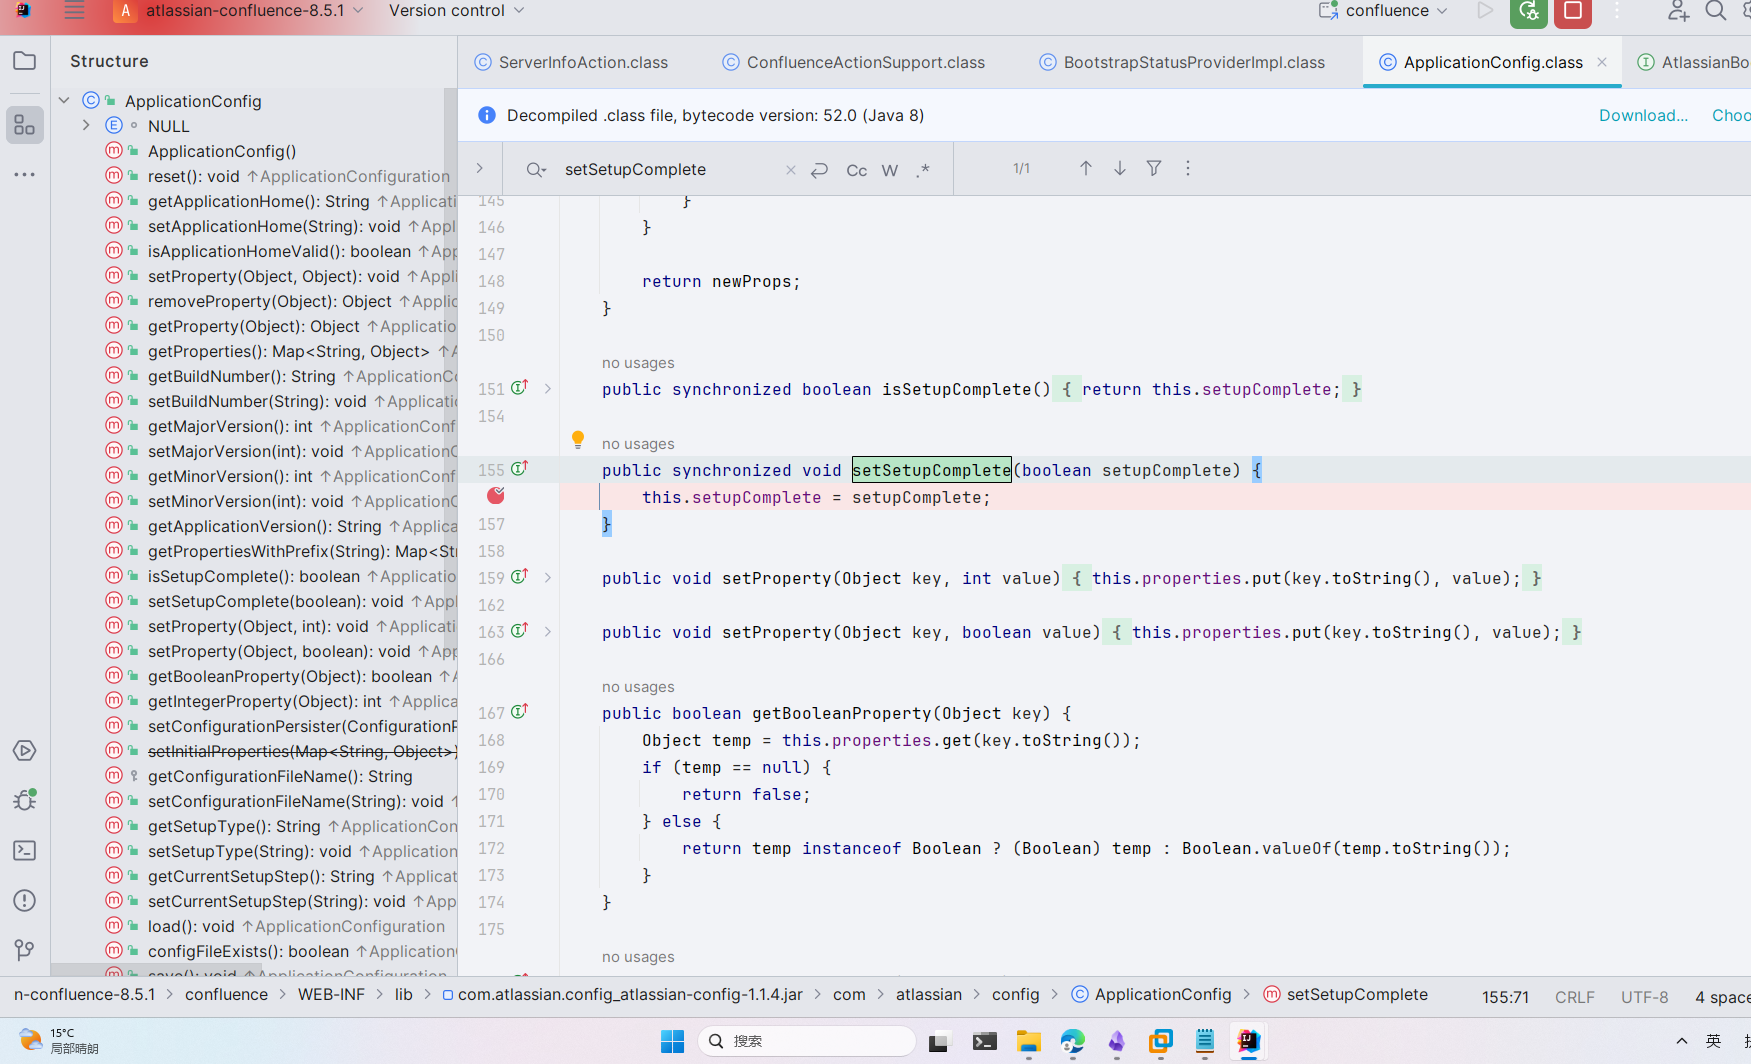 A atlassian-confluence-8.5.1 Version control confluence
Structure
ServerInfoAction.class ConfluenceActionSupport.class BootstrapStatusProviderImpl.class ApplicationConfig.class AtlassianBo
Decompiled .class file, bytecode version: 52.0 (Java 8) Download... Choo
setSetupComplete Cc W .* 1/1
ApplicationConfig
NULL
ApplicationConfig()
reset(): void ↑ApplicationConfiguration
getApplicationHome(): String ↑Applicati
setApplicationHome(String): void ↑Appl
isApplicationHomeValid(): boolean ↑App
setProperty(Object, Object): void ↑Appli
removeProperty(Object): Object ↑Applic
getProperty(Object): Object ↑Applicatio
getProperties(): Map<String, Object> ↑A
getBuildNumber(): String ↑ApplicationCo
setBuildNumber(String): void ↑Applicati
getMajorVersion(): int ↑ApplicationConf
setMajorVersion(int): void ↑ApplicationC
getMinorVersion(): int ↑ApplicationConf
setMinorVersion(int): void ↑ApplicationC
getApplicationVersion(): String ↑Applica
getPropertiesWithPrefix(String): Map<Str
isSetupComplete(): boolean ↑Applicatio
setSetupComplete(boolean): void ↑Appl
setProperty(Object, int): void ↑Applicati
setProperty(Object, boolean): void ↑App
getBooleanProperty(Object): boolean ↑A
getIntegerProperty(Object): int ↑Applica
setConfigurationPersister(ConfigurationP
setInitialProperties(Map<String, Object>)
getConfigurationFileName(): String
setConfigurationFileName(String): void ↑
getSetupType(): String ↑ApplicationCon
setSetupType(String): void ↑Application
getCurrentSetupStep(): String ↑Applicat
setCurrentSetupStep(String): void ↑App
load(): void ↑ApplicationConfiguration
configFileExists(): boolean ↑Application
save(): void ↑ApplicationConfiguration
145 }
146 }
147
148 return newProps;
149 }
150
no usages
151 public synchronized boolean isSetupComplete() { return this.setupComplete; }
154
no usages
155 public synchronized void setSetupComplete(boolean setupComplete) {
this.setupComplete = setupComplete;
157 }
158
159 public void setProperty(Object key, int value) { this.properties.put(key.toString(), value); }
162
163 public void setProperty(Object key, boolean value) { this.properties.put(key.toString(), value); }
166
no usages
167 public boolean getBooleanProperty(Object key) {
168 Object temp = this.properties.get(key.toString());
169 if (temp == null) {
170 return false;
171 } else {
172 return temp instanceof Boolean ? (Boolean) temp : Boolean.valueOf(temp.toString());
173 }
174 }
175
no usages
n-confluence-8.5.1 > confluence > WEB-INF > lib > com.atlassian.config_atlassian-config-1.1.4.jar > com > atlassian > config > ApplicationConfig > setSetupComplete 155:71 CRLF UTF-8 4 space
15°C
局部晴朗
搜索
英